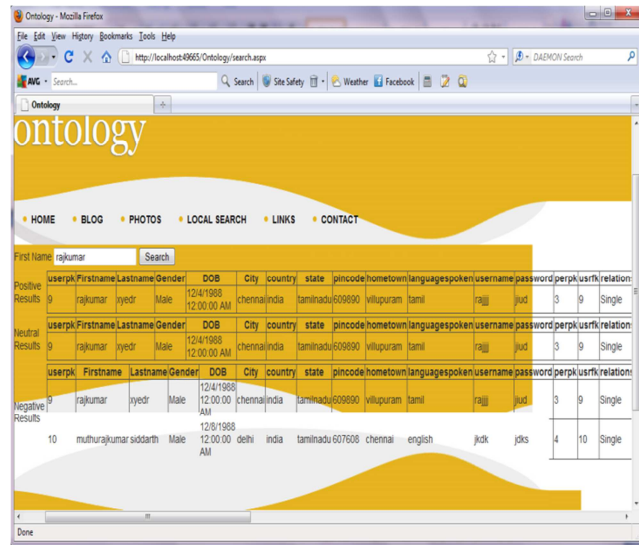 Ontology - Mozilla Firefox
File Edit View History Bookmarks Tools Help
http://localhost:49665/Ontology/search.aspx
DAEMON Search
AVG Search... Search Site Safety Weather Facebook
Ontology
ontology
HOME BLOG PHOTOS LOCAL SEARCH LINKS CONTACT
First Name rajkumar Search
Positive Results
userpk Firstname Lastname Gender DOB City country state pincode hometown languagespoken username password perpk usrfk relation
9 rajkumar xyedr Male 12/4/1988 12:00:00 AM chennai india tamilnadu 609890 villupuram tamil rajjjj jiud 3 9 Single
Neutral Results
userpk Firstname Lastname Gender DOB City country state pincode hometown languagespoken username password perpk usrfk relation
9 rajkumar xyedr Male 12/4/1988 12:00:00 AM chennai india tamilnadu 609890 villupuram tamil rajjjj jiud 3 9 Single
Negative Results
userpk Firstname Lastname Gender DOB City country state pincode hometown languagespoken username password perpk usrfk relation
9 rajkumar xyedr Male 12/4/1988 12:00:00 AM chennai india tamilnadu 609890 villupuram tamil rajjjj jiud 3 9 Single
10 muthurajkumar siddarth Male 12/8/1988 12:00:00 AM delhi india tamilnadu 607608 chennai english jkdk jdks 4 10 Single
Done